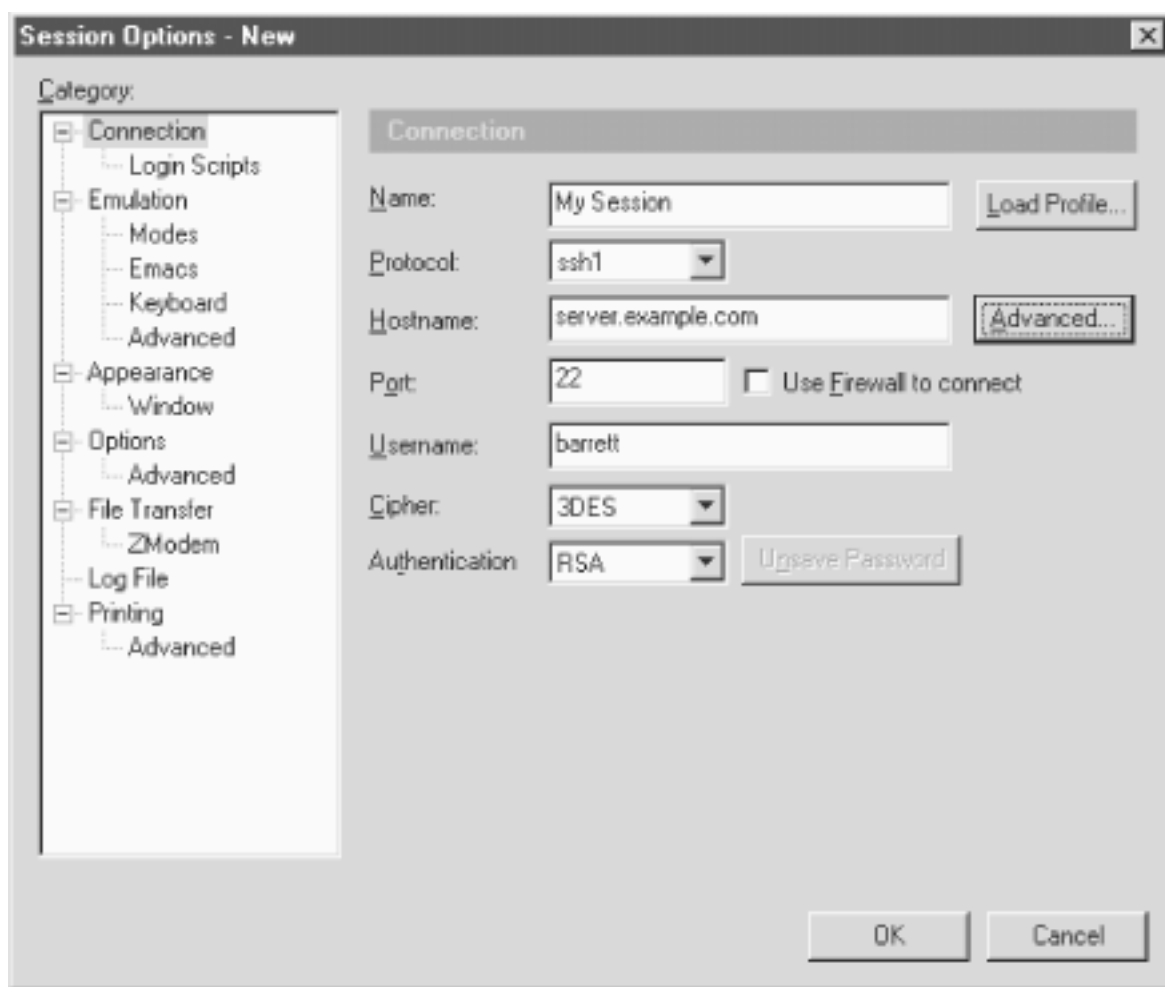 Session Options - New
Category:
Connection
Login Scripts
Emulation
Modes
Emacs
Keyboard
Advanced
Appearance
Window
Options
Advanced
File Transfer
ZModem
Log File
Printing
Advanced
Connection
Name:
My Session
Load Profile...
Protocol:
ssh1
Hostname:
server.example.com
Advanced...
Port:
22
Use Firewall to connect
Username:
barrett
Cipher:
3DES
Authentication
RSA
Unsave Password
OK
Cancel